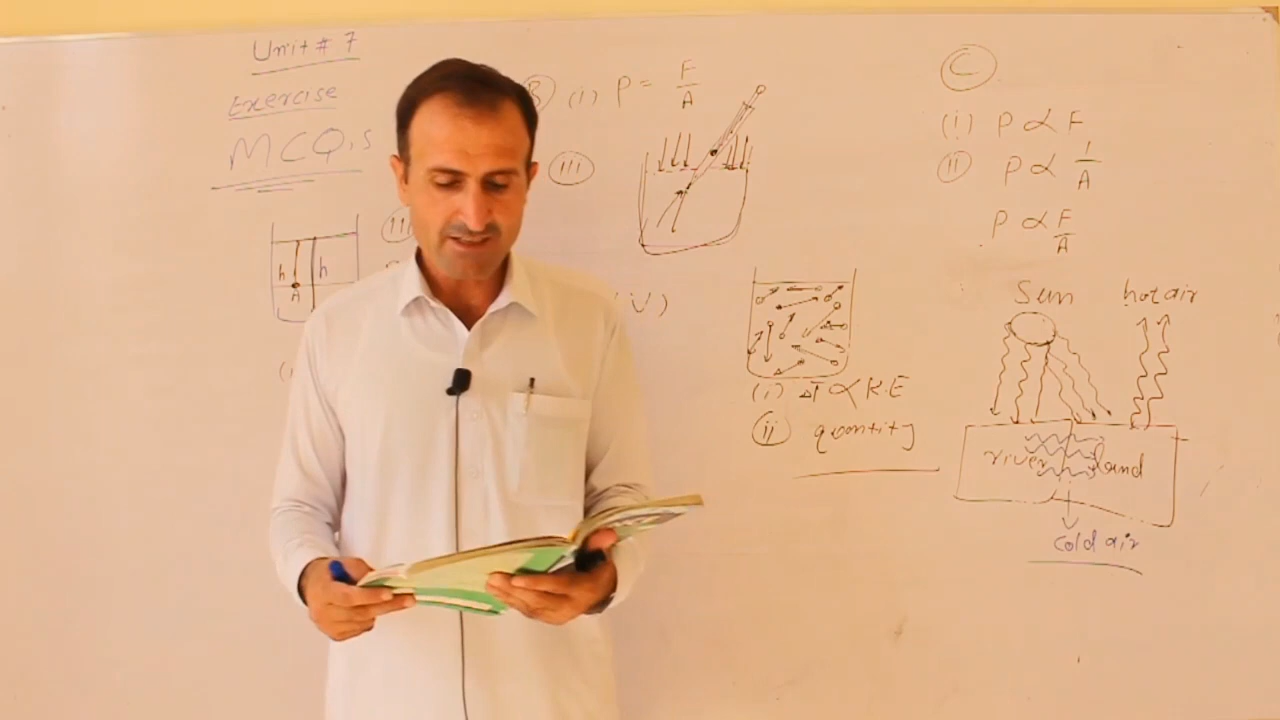 Unit # 7
Exercise
MCQ,s
h
h
A
(i) P = F/A
(iii)
(V)
(i) ΔT ∝ K.E
(ii) quantity
C
(i) P ∝ F
(ii) P ∝ 1/A
P ∝ F/A
Sun hot air
river land
cold air